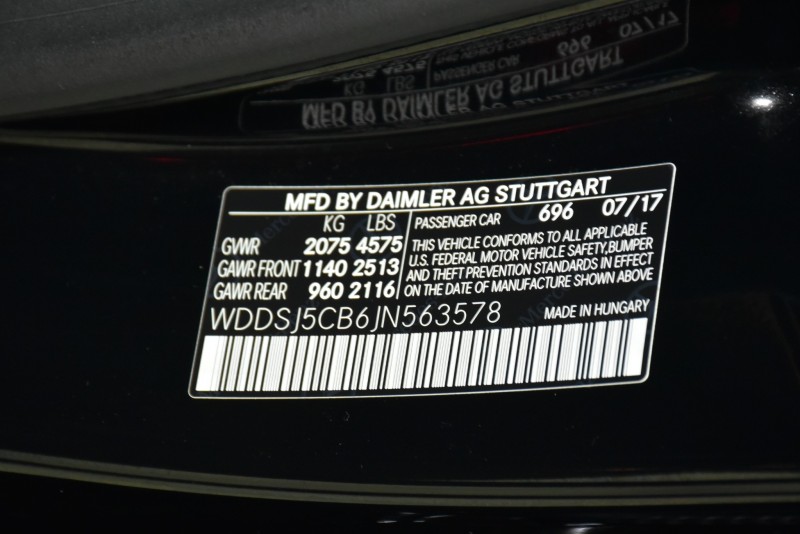 MFD BY DAIMLER AG STUTTGART
KG LBS
GVWR 2075 4575
GAWR FRONT 1140 2513
GAWR REAR 960 2116
PASSENGER CAR 696 07/17
THIS VEHICLE CONFORMS TO ALL APPLICABLE
U.S. FEDERAL MOTOR VEHICLE SAFETY, BUMPER
AND THEFT PREVENTION STANDARDS IN EFFECT
ON THE DATE OF MANUFACTURE SHOWN ABOVE
WDDSJ5CB6JN563578
MADE IN HUNGARY